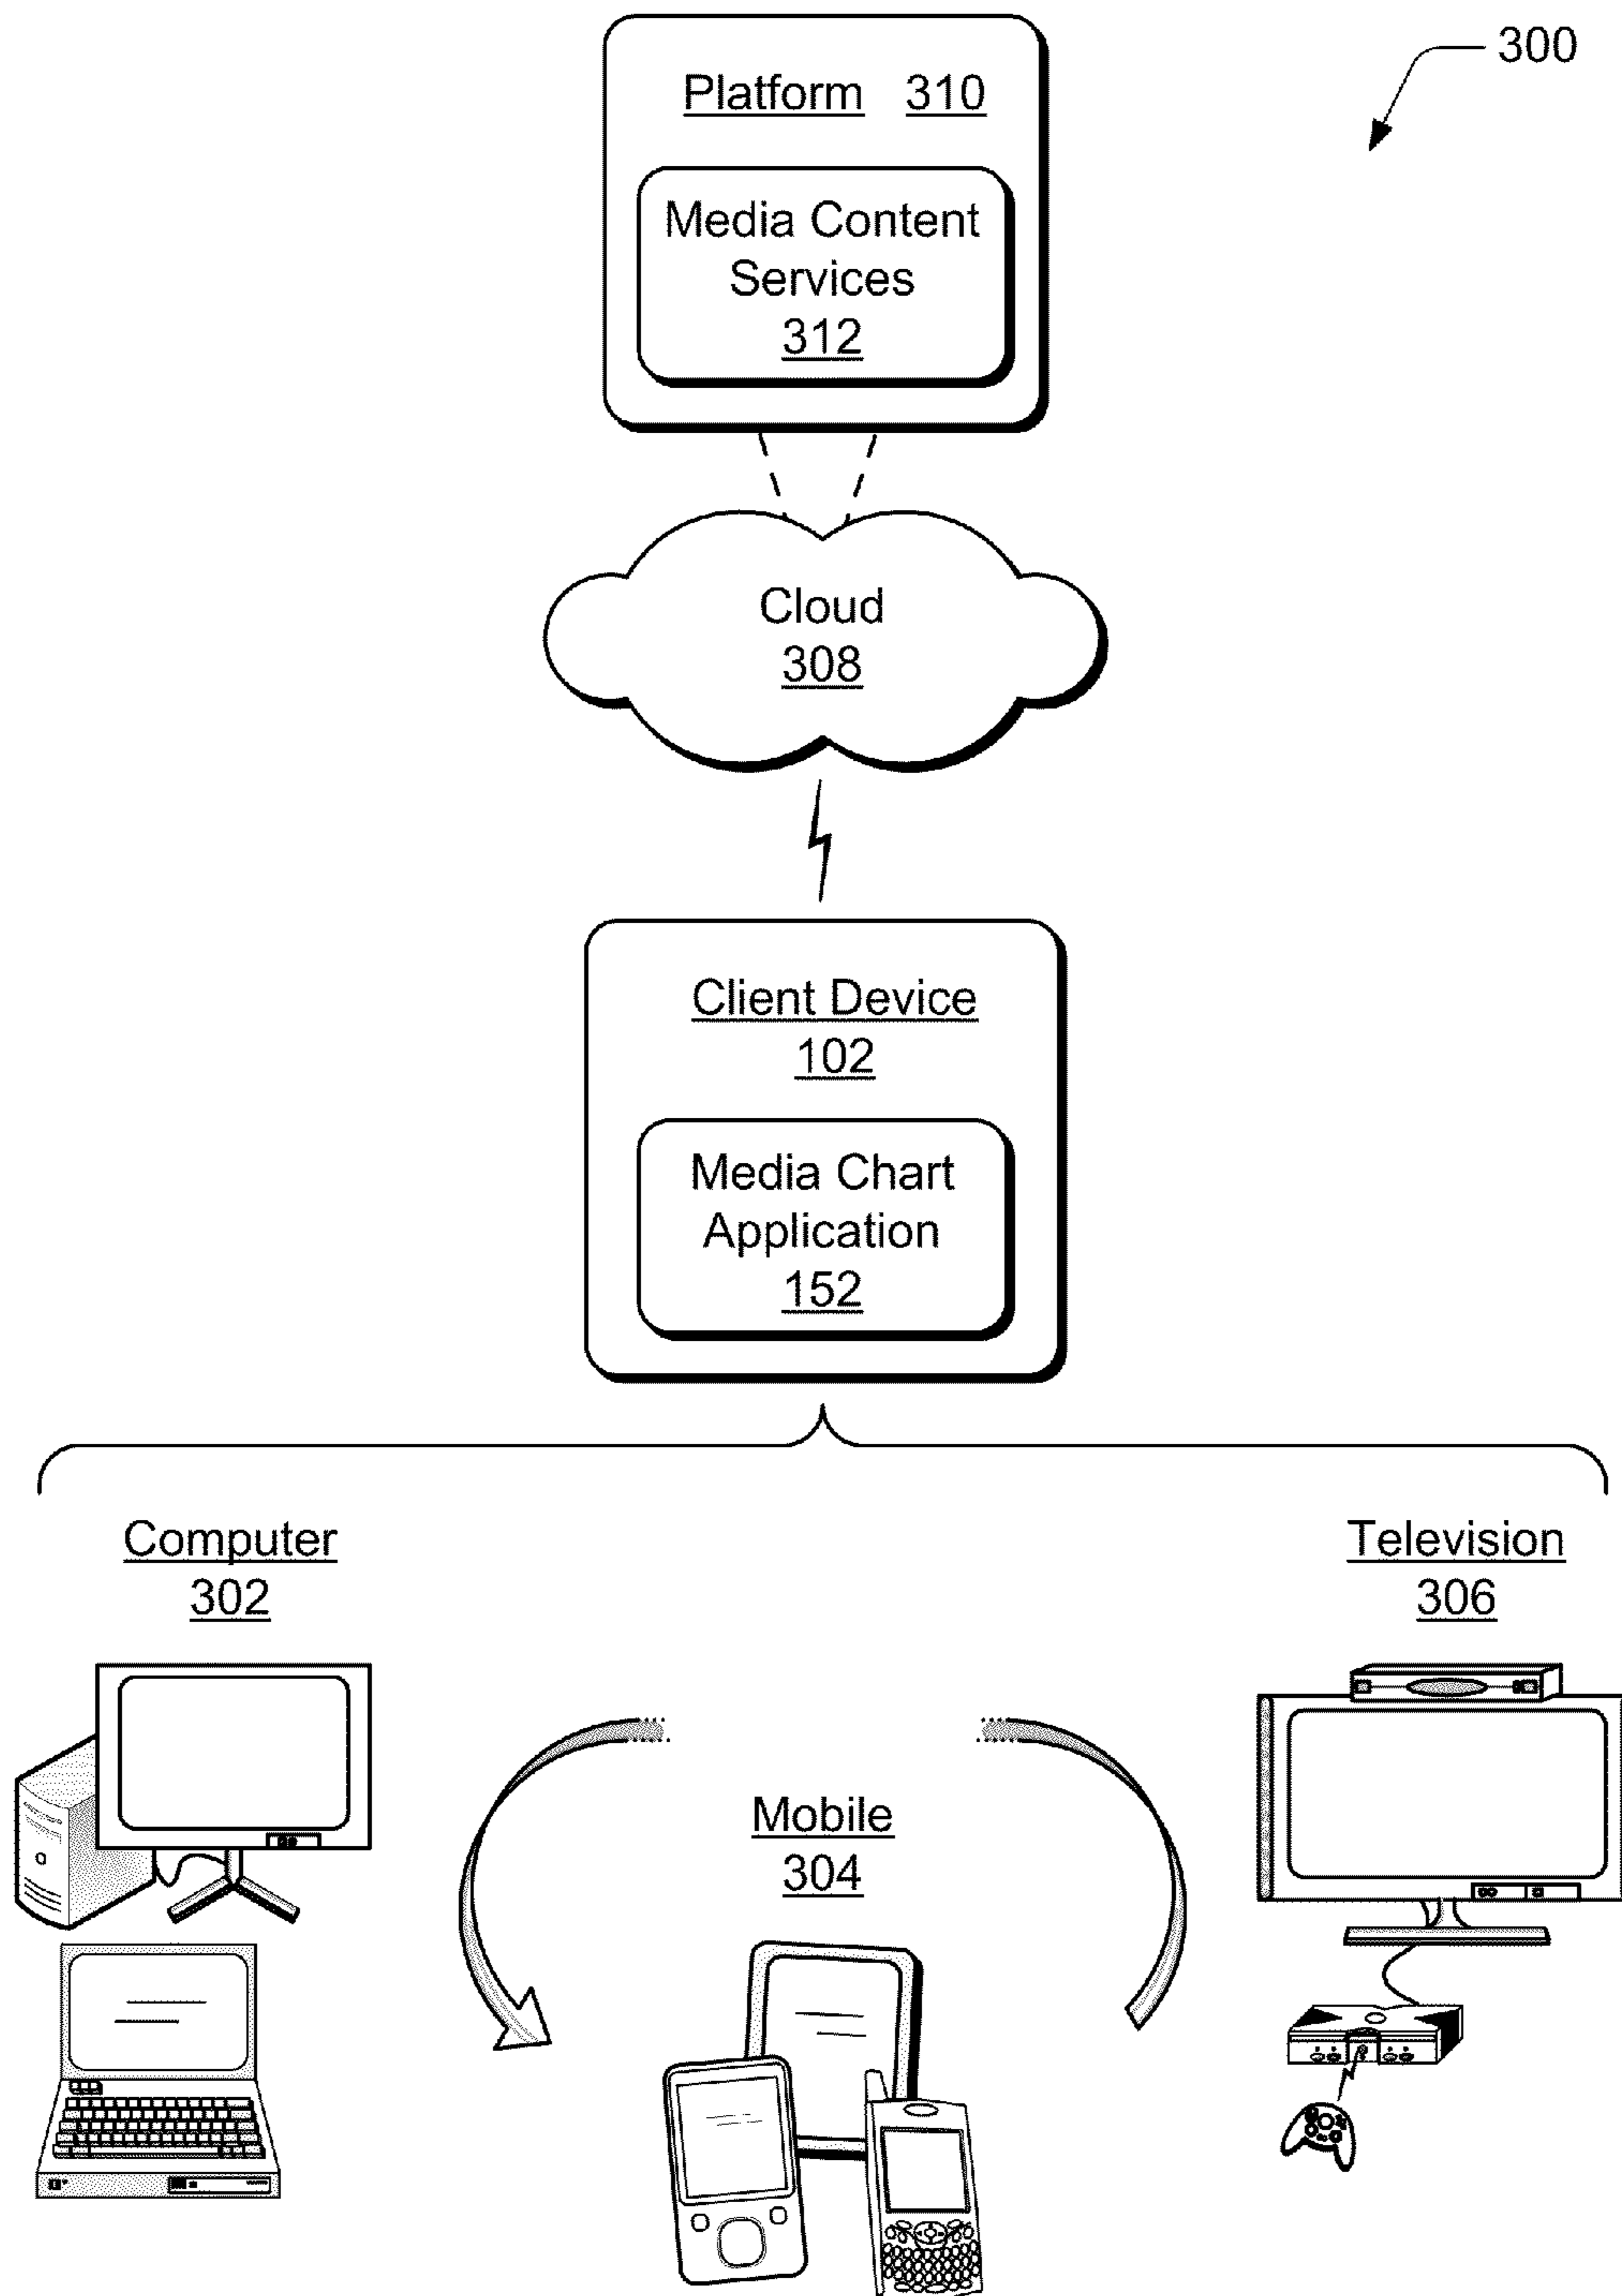 300
Platform 310
Media Content
Services
312
Cloud
308
Client Device
102
Media Chart
Application
152
Computer
302
Television
306
Mobile
304